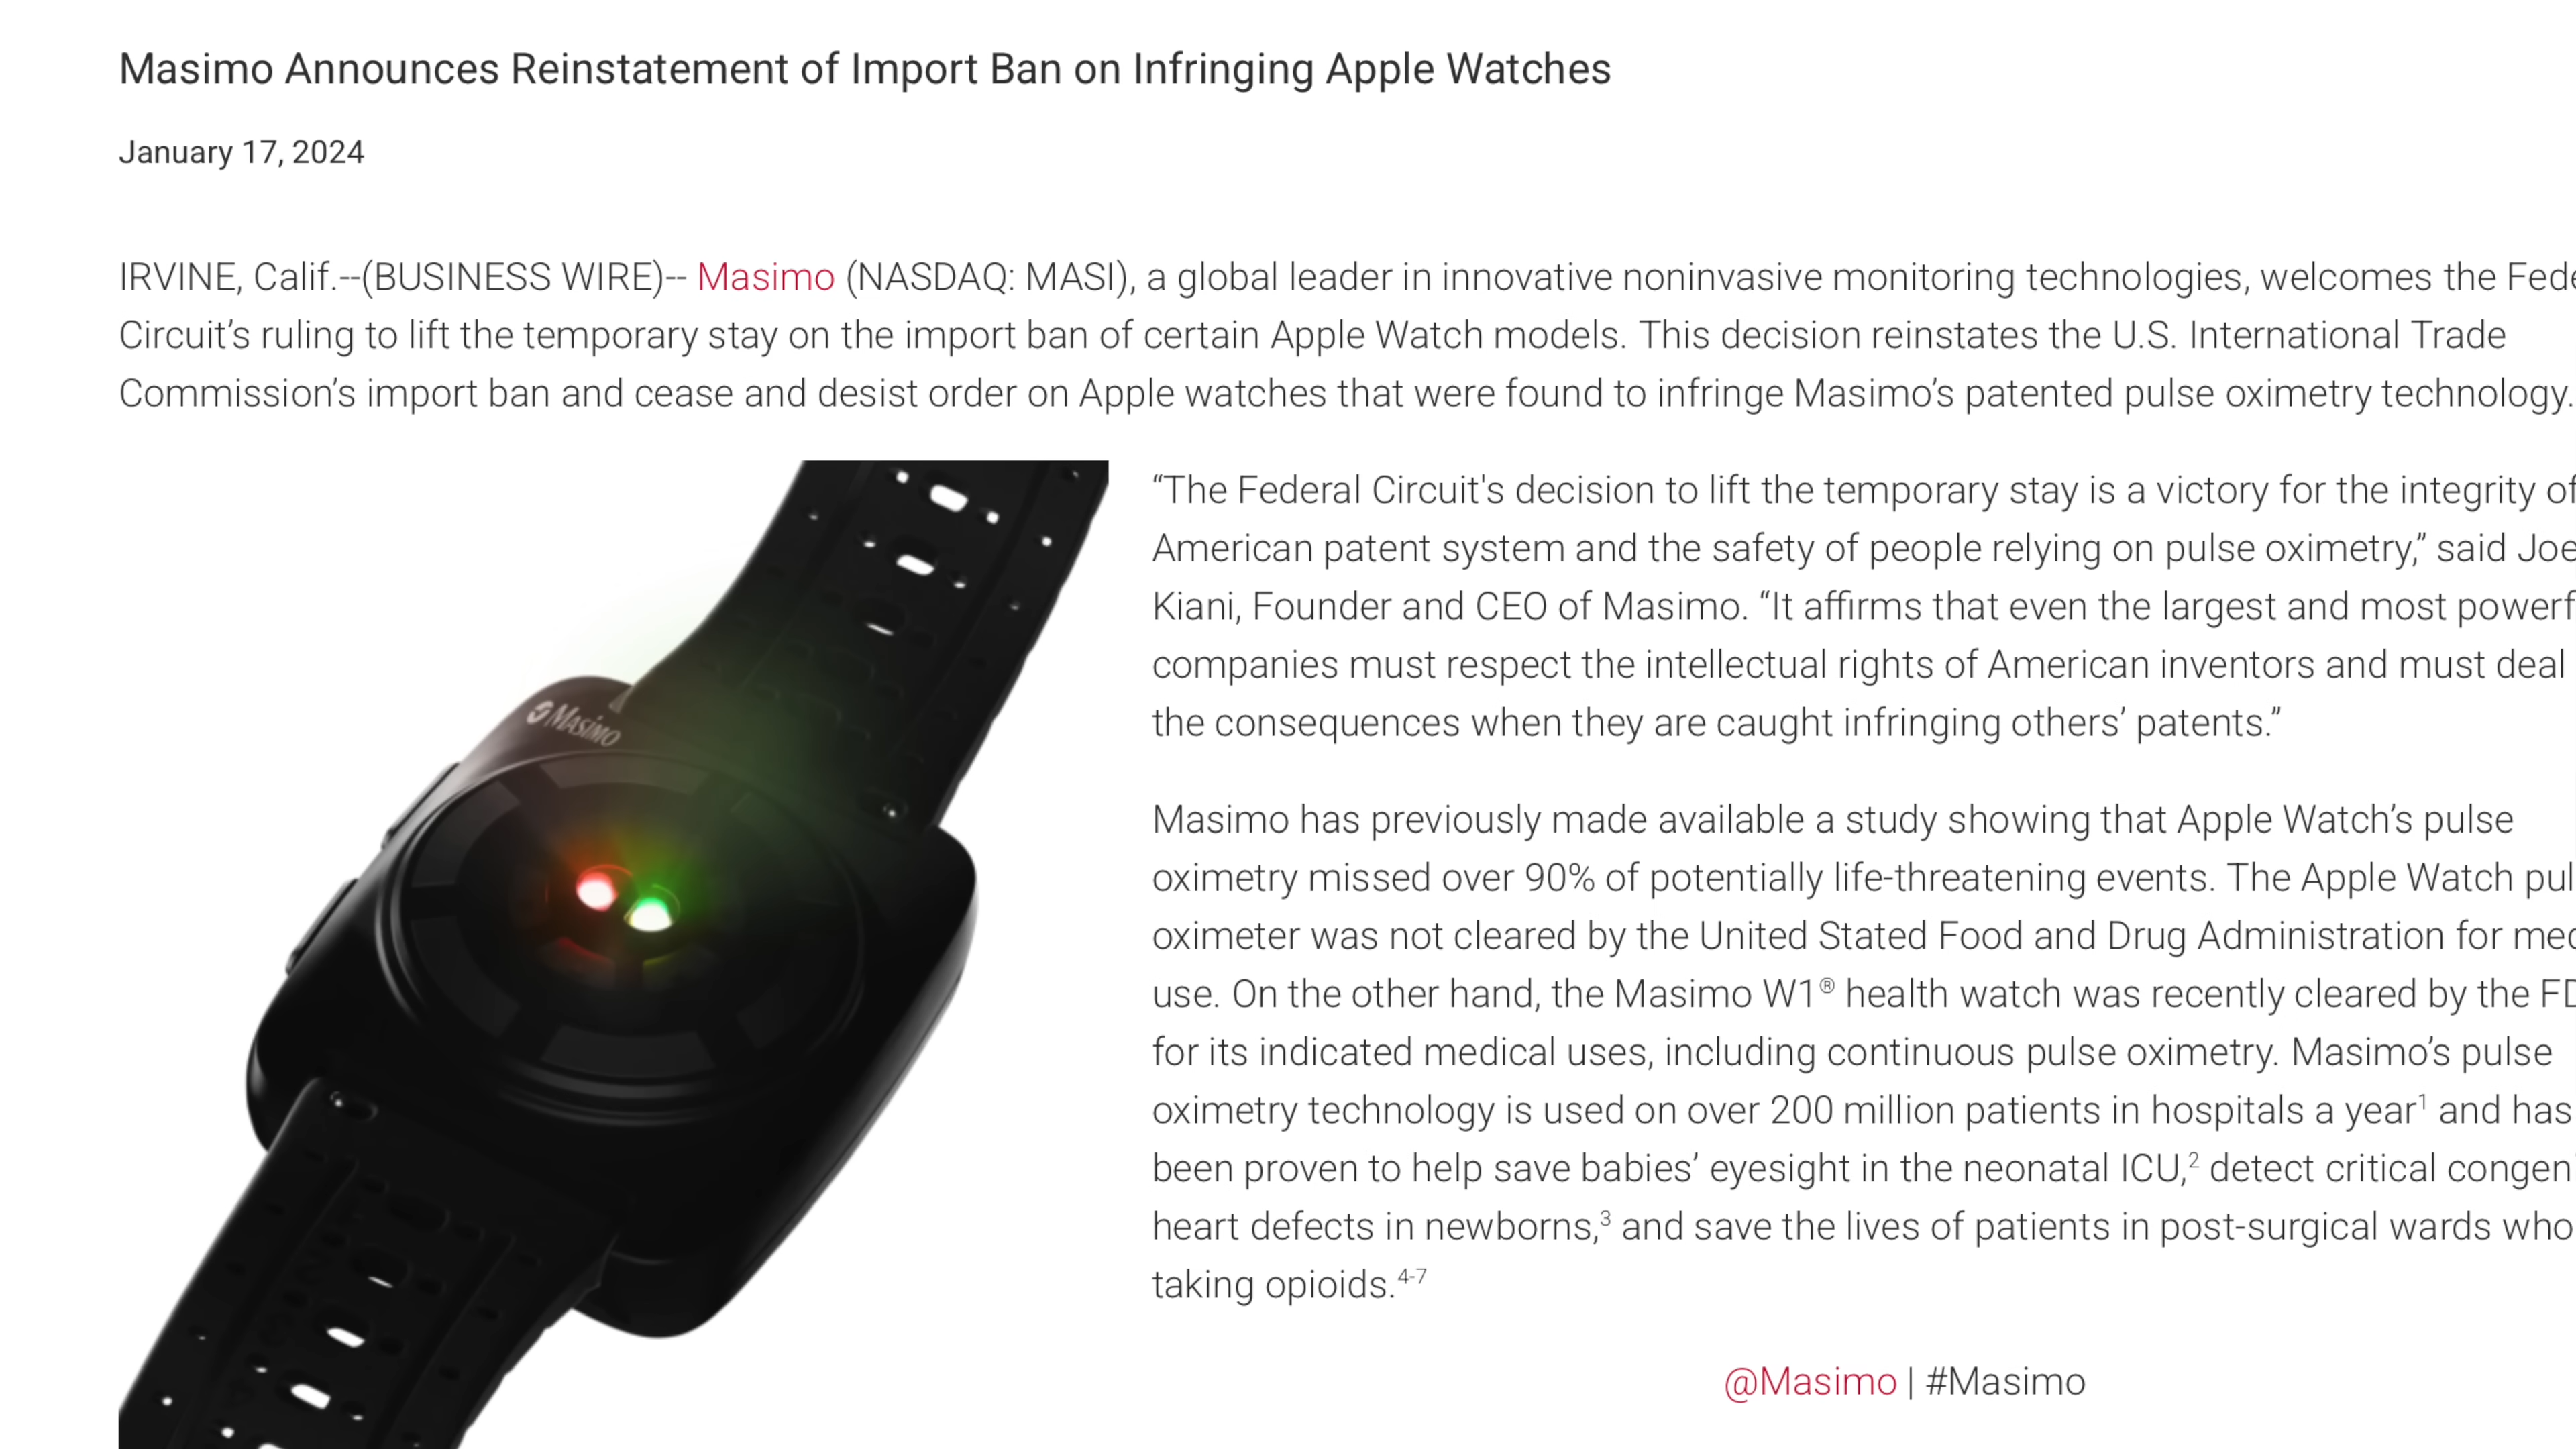 Masimo Announces Reinstatement of Import Ban on Infringing Apple Watches
January 17, 2024
IRVINE, Calif.--(BUSINESS WIRE)-- Masimo (NASDAQ: MASI), a global leader in innovative noninvasive monitoring technologies, welcomes the
Circuit’s ruling to lift the temporary stay on the import ban of certain Apple Watch models. This decision reinstates the U.S. International Trade
Commission’s import ban and cease and desist order on Apple watches that were found to infringe Masimo’s patented pulse oximetry technology.
“The Federal Circuit's decision to lift the temporary stay is a victory for the integrity of
American patent system and the safety of people relying on pulse oximetry,” said Joe
Kiani, Founder and CEO of Masimo. “It affirms that even the largest and most
companies must respect the intellectual rights of American inventors and must deal
the consequences when they are caught infringing others’ patents.”
Masimo has previously made available a study showing that Apple Watch’s pulse
oximetry missed over 90% of potentially life-threatening events. The Apple Watch
oximeter was not cleared by the United Stated Food and Drug Administration for
use. On the other hand, the Masimo W1® health watch was recently cleared by the
for its indicated medical uses, including continuous pulse oximetry. Masimo’s pulse
oximetry technology is used on over 200 million patients in hospitals a year1 and has
been proven to help save babies’ eyesight in the neonatal ICU,2 detect critical
heart defects in newborns,3 and save the lives of patients in post-surgical wards who
taking opioids.4-7
Masimo
@Masimo | #Masimo